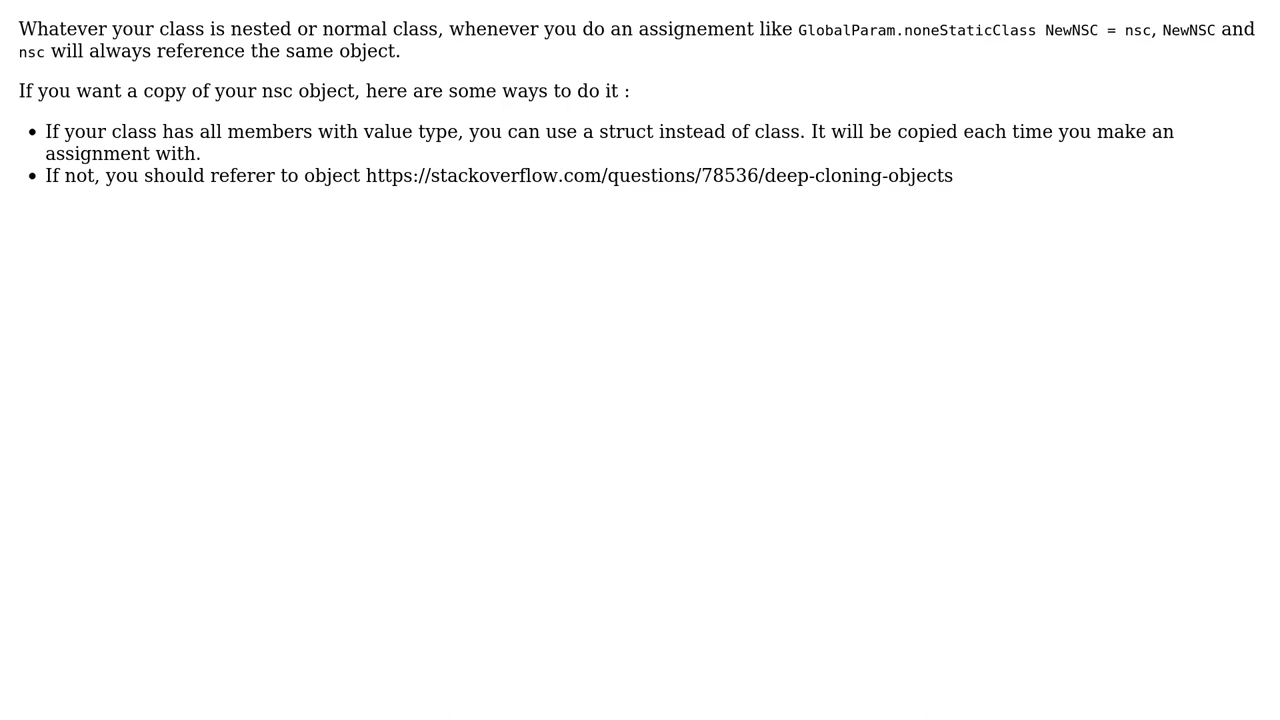 Whatever your class is nested or normal class, whenever you do an assignement like GlobalParam.noneStaticClass NewNSC = nsc, NewNSC and
nsc will always reference the same object.
If you want a copy of your nsc object, here are some ways to do it :
• If your class has all members with value type, you can use a struct instead of class. It will be copied each time you make an
assignment with.
• If not, you should referer to object https://stackoverflow.com/questions/78536/deep-cloning-objects